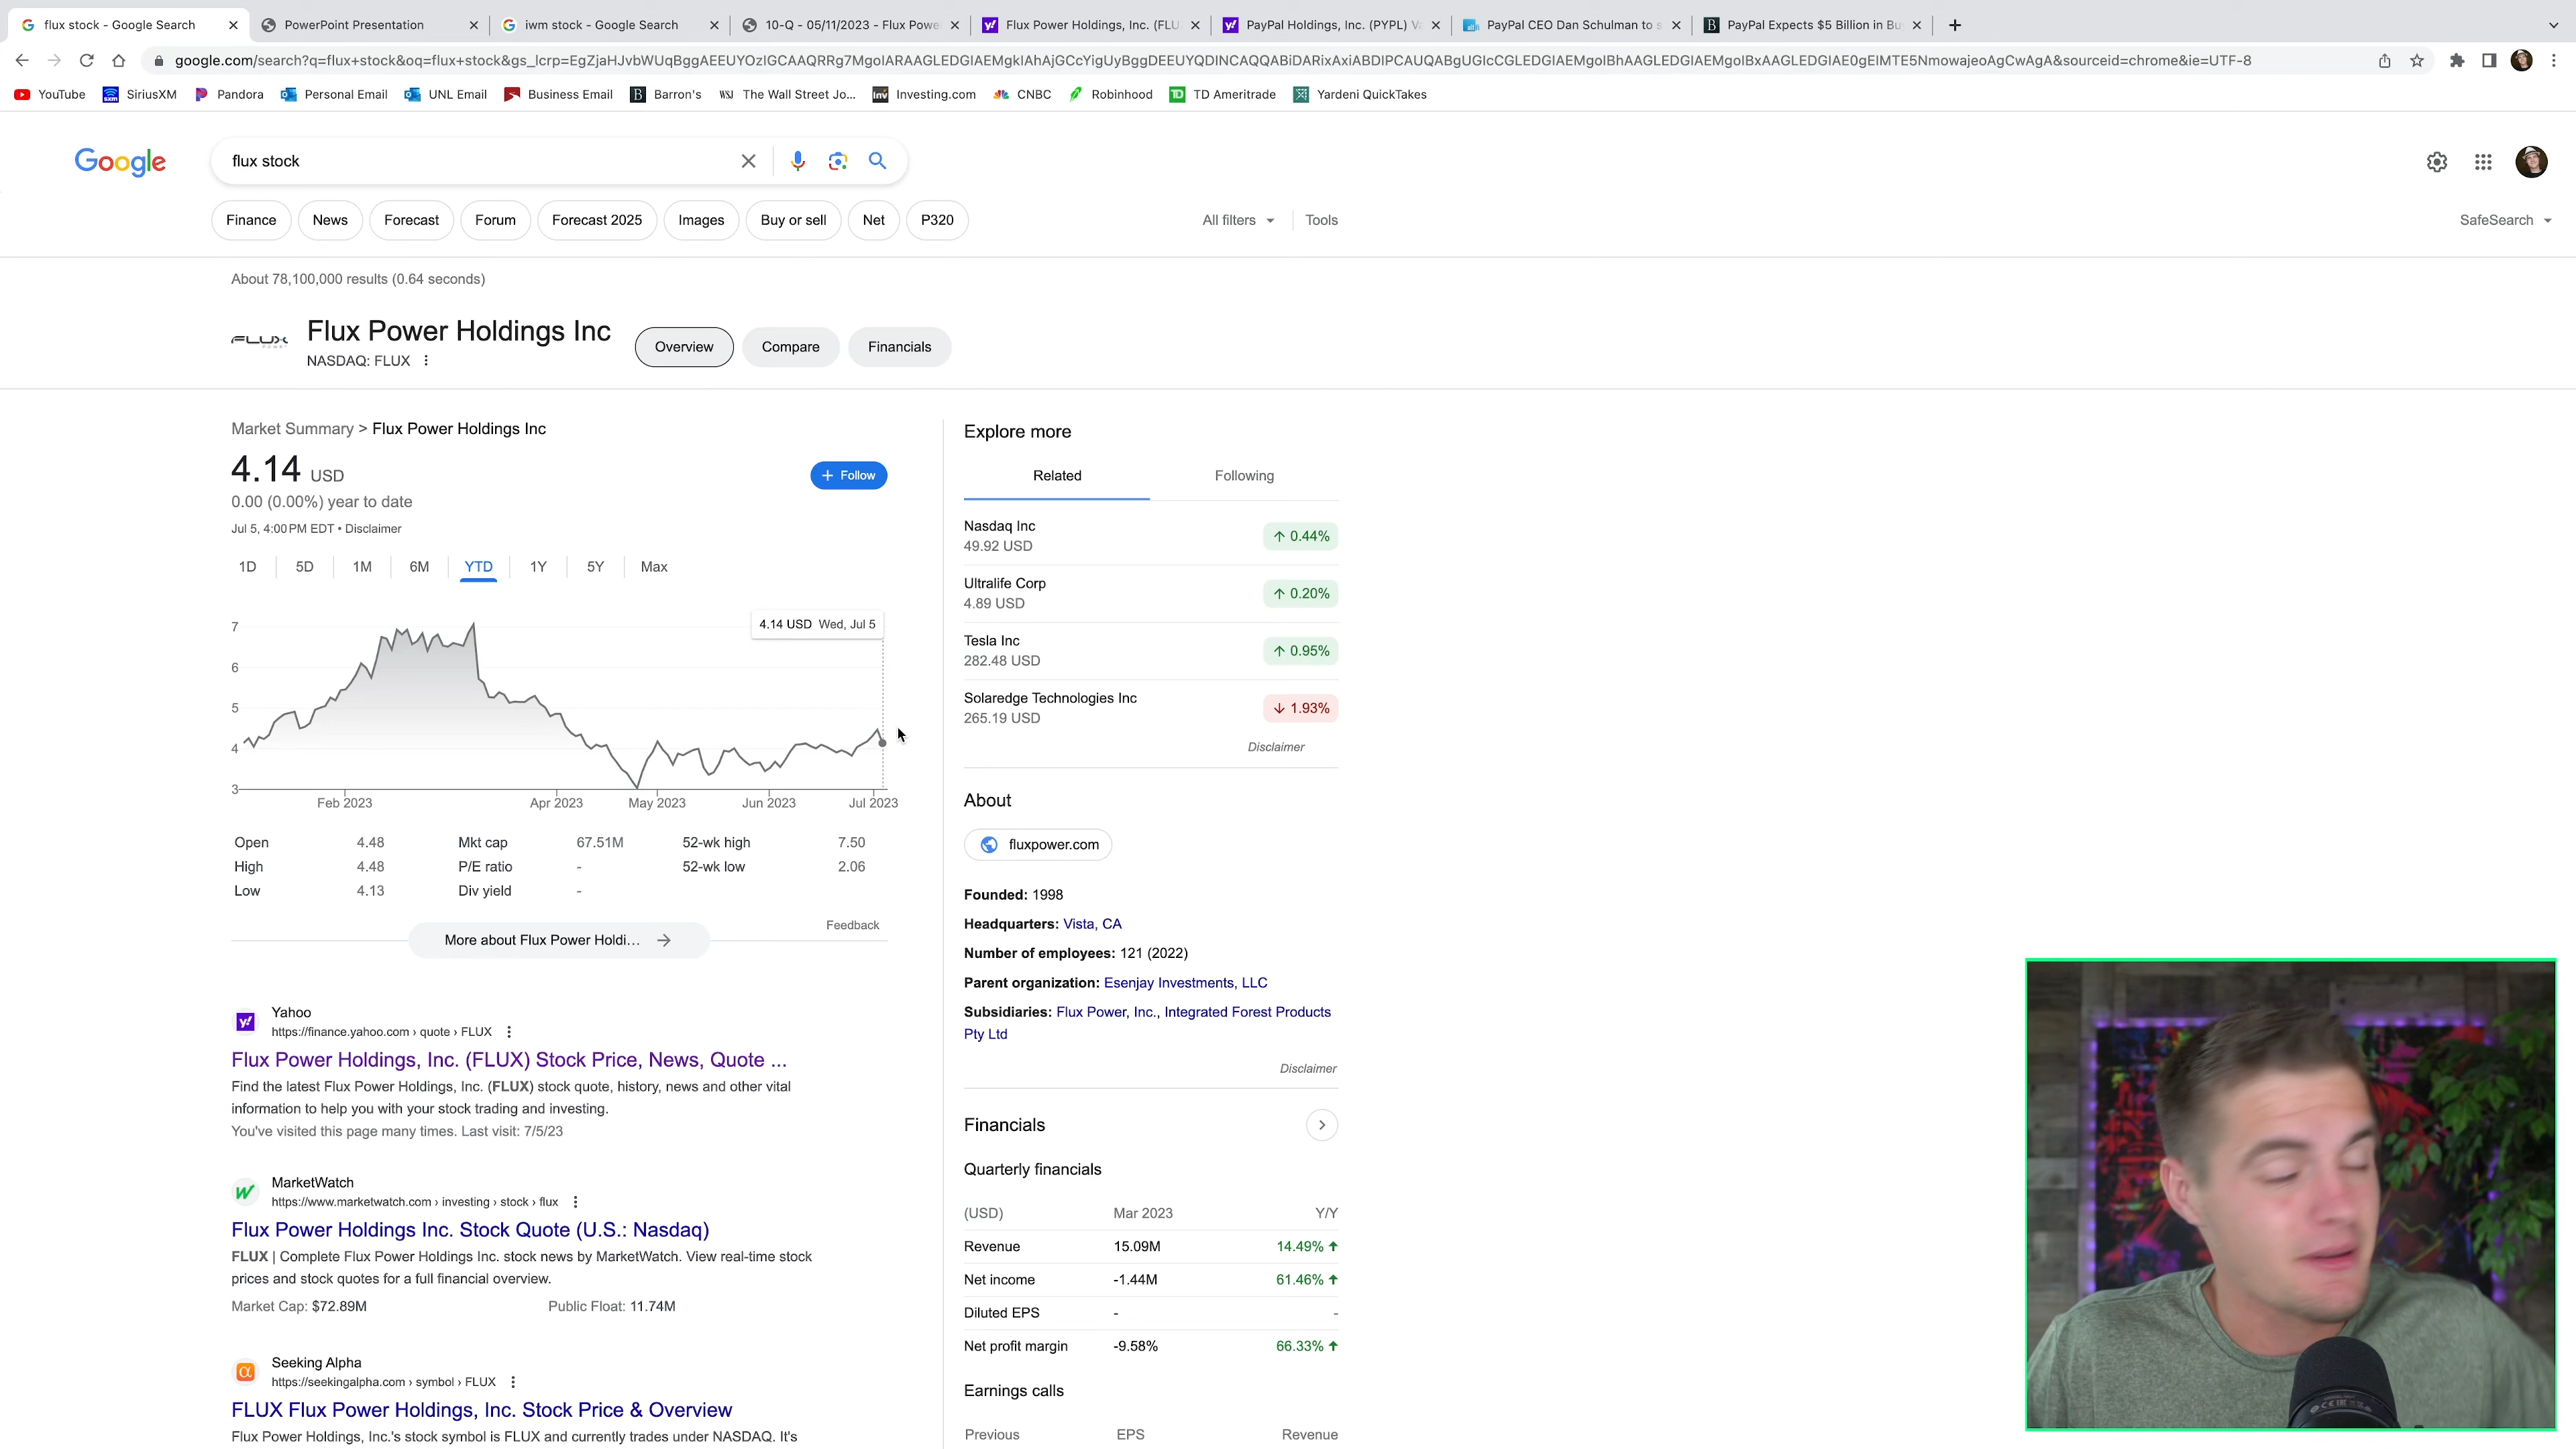 flux stock - Google Search
PowerPoint Presentation
iwm stock - Google Search
10-Q - 05/11/2023 - Flux Powe
Flux Power Holdings, Inc. (FLU
PayPal Holdings, Inc. (PYPL) Va
PayPal CEO Dan Schulman to s
PayPal Expects $5 Billion in Bu
google.com/search?q=flux+stock&oq=flux+stock&gs_lcrp=EgZjaHJvbWUqBggAEEUYOzIGCAAQRRg7MgoIARAAGLEDGIAEMgkIAhAjGCcYigUyBggDEEUYQDINCAQQABiDARixAxiABDIPCAUQABgUGIcCGLEDGIAEMgoIBhAAGLEDGIAEMgoIBxAAGLEDGIAE0gEIMTE5NmowajeoAgCwAgA&sourceid=chrome&ie=UTF-8
YouTube
SiriusXM
Pandora
Personal Email
UNL Email
Business Email
Barron's
The Wall Street Jo...
Investing.com
CNBC
Robinhood
TD Ameritrade
Yardeni QuickTakes
Google
flux stock
Finance
News
Forecast
Forum
Forecast 2025
Images
Buy or sell
Net
P320
All filters
Tools
SafeSearch
About 78,100,000 results (0.64 seconds)
FLUX
Flux Power Holdings Inc
NASDAQ: FLUX
Overview
Compare
Financials
Market Summary > Flux Power Holdings Inc
4.14 USD
+ Follow
0.00 (0.00%) year to date
Jul 5, 4:00 PM EDT • Disclaimer
1D
5D
1M
6M
YTD
1Y
5Y
Max
4.14 USD Wed, Jul 5
7
6
5
4
3
Feb 2023
Apr 2023
May 2023
Jun 2023
Jul 2023
Open 4.48 Mkt cap 67.51M 52-wk high 7.50
High 4.48 P/E ratio - 52-wk low 2.06
Low 4.13 Div yield -
Feedback
More about Flux Power Holdi... →
Yahoo
https://finance.yahoo.com › quote › FLUX
Flux Power Holdings, Inc. (FLUX) Stock Price, News, Quote ...
Find the latest Flux Power Holdings, Inc. (FLUX) stock quote, history, news and other vital
information to help you with your stock trading and investing.
You've visited this page many times. Last visit: 7/5/23
MarketWatch
https://www.marketwatch.com › investing › stock › flux
Flux Power Holdings Inc. Stock Quote (U.S.: Nasdaq)
FLUX | Complete Flux Power Holdings Inc. stock news by MarketWatch. View real-time stock
prices and stock quotes for a full financial overview.
Market Cap: $72.89M Public Float: 11.74M
Seeking Alpha
https://seekingalpha.com › symbol › FLUX
FLUX Flux Power Holdings, Inc. Stock Price & Overview
Flux Power Holdings, Inc.'s stock symbol is FLUX and currently trades under NASDAQ. It's
Explore more
Related
Following
Nasdaq Inc
49.92 USD
↑ 0.44%
Ultralife Corp
4.89 USD
↑ 0.20%
Tesla Inc
282.48 USD
↑ 0.95%
Solaredge Technologies Inc
265.19 USD
↓ 1.93%
Disclaimer
About
fluxpower.com
Founded: 1998
Headquarters: Vista, CA
Number of employees: 121 (2022)
Parent organization: Esenjay Investments, LLC
Subsidiaries: Flux Power, Inc., Integrated Forest Products
Pty Ltd
Disclaimer
Financials
Quarterly financials
(USD) Mar 2023 Y/Y
Revenue 15.09M 14.49% ↑
Net income -1.44M 61.46% ↑
Diluted EPS - -
Net profit margin -9.58% 66.33% ↑
Earnings calls
Previous EPS Revenue